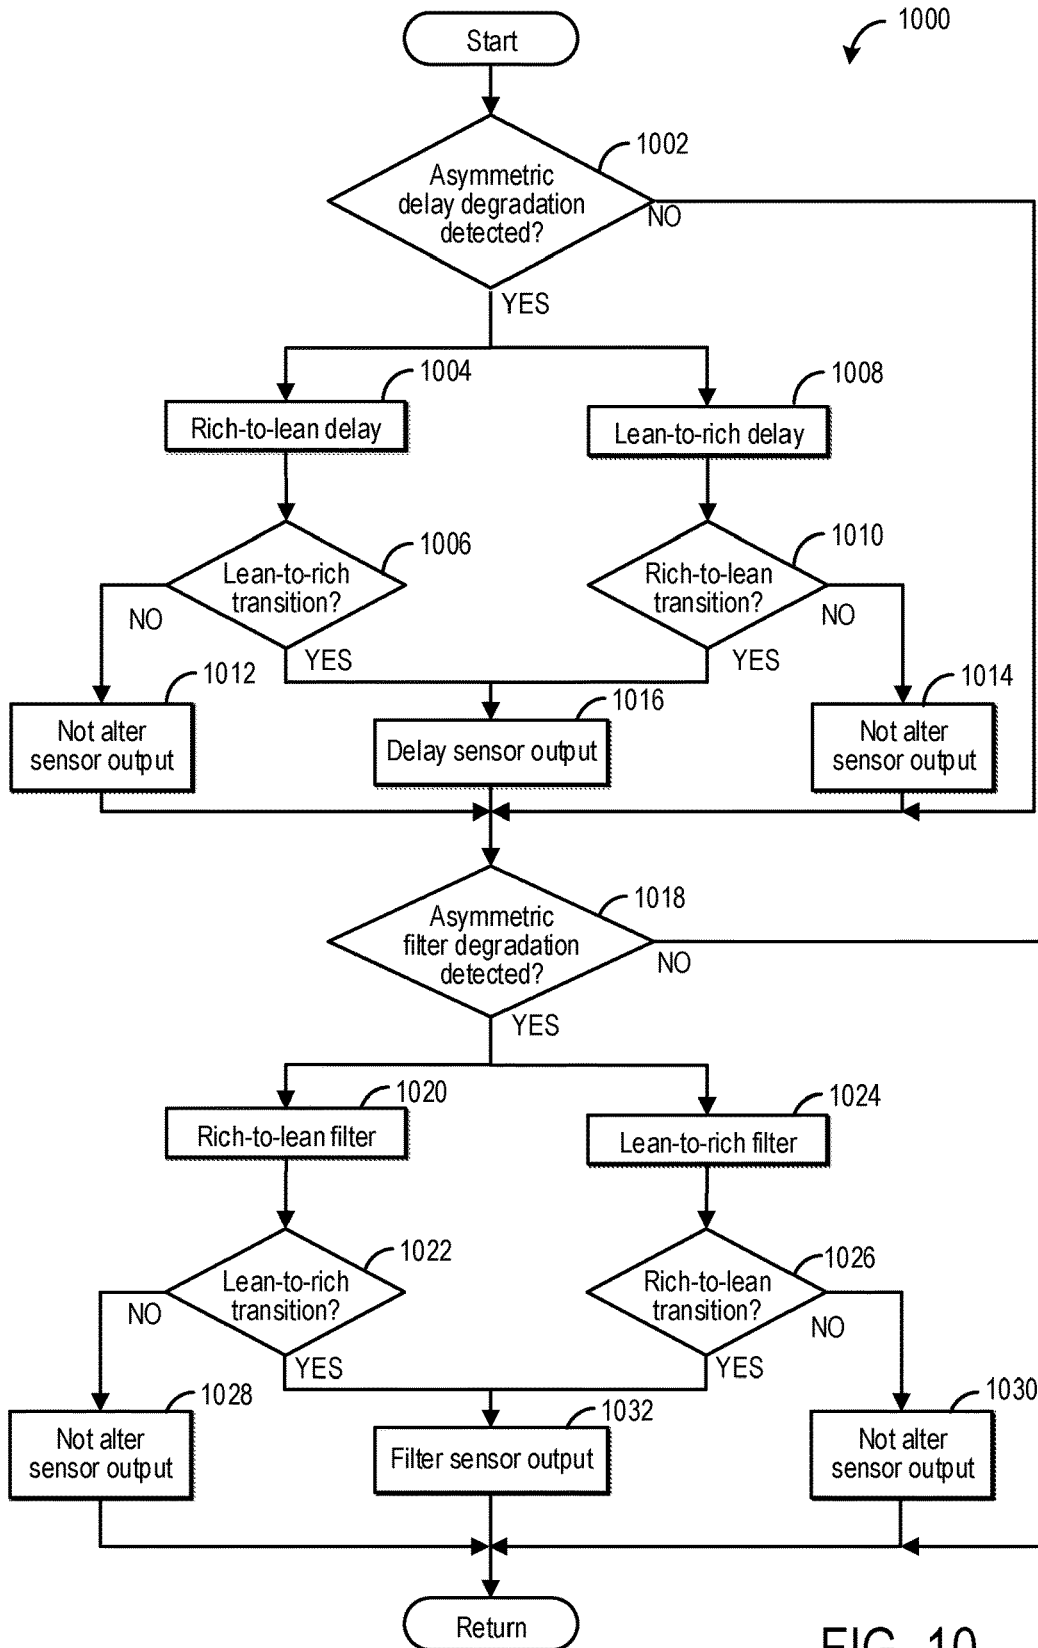 Start
1000
1002
Asymmetric
delay degradation
detected?
NO
YES
1004
1008
Rich-to-lean delay
Lean-to-rich delay
1006
1010
Lean-to-rich
transition?
Rich-to-lean
transition?
NO
YES
YES
NO
1012
1016
1014
Not alter
sensor output
Delay sensor output
Not alter
sensor output
1018
Asymmetric
filter degradation
detected?
NO
YES
1020
1024
Rich-to-lean filter
Lean-to-rich filter
1022
1026
Lean-to-rich
transition?
Rich-to-lean
transition?
NO
YES
YES
NO
1028
1032
1030
Not alter
sensor output
Filter sensor output
Not alter
sensor output
Return
FIG. 10